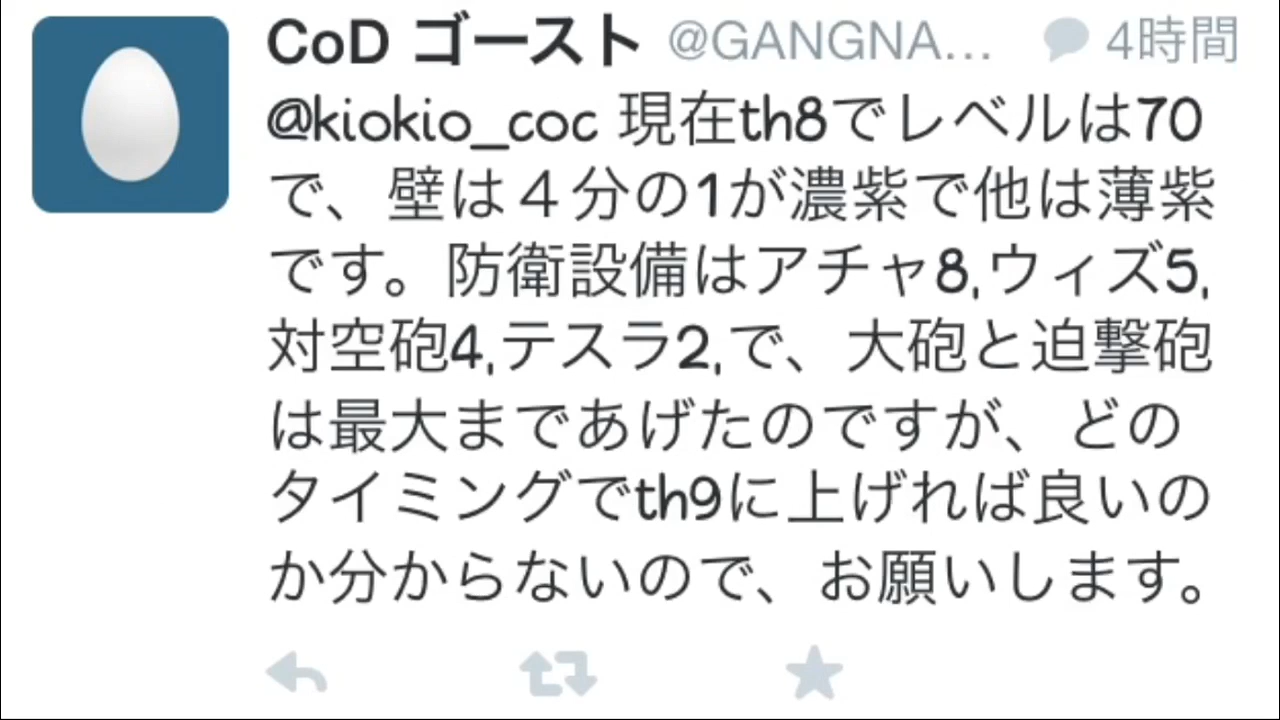 CoD ゴースト @GANGNA... 4時間
@kiokio_coc 現在th8でレベルは70
で、壁は４分の1が濃紫で他は薄紫
です。防衛設備はアチャ8,ウィズ5,
対空砲4,テスラ2,で、大砲と迫撃砲
は最大まであげたのですが、どの
タイミングでth9に上げれば良いの
か分からないので、お願いします。